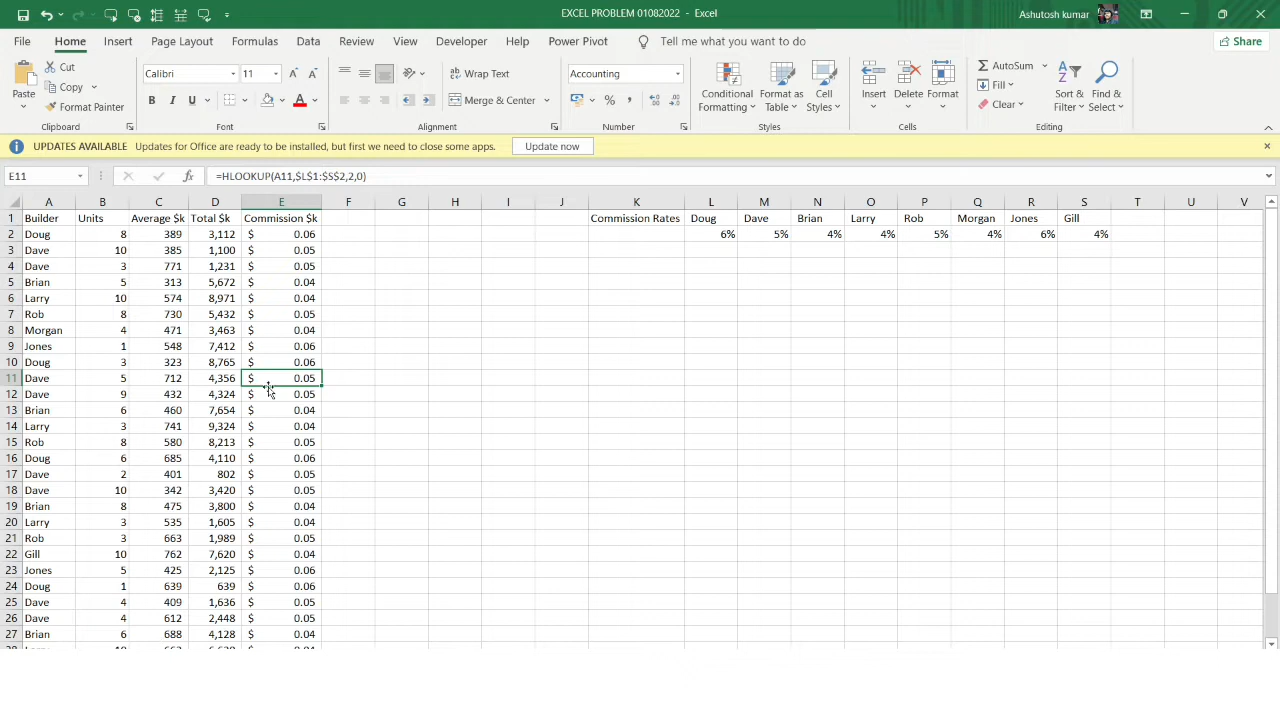 EXCEL PROBLEM 01082022 - Excel
Ashutosh kumar
File Home Insert Page Layout Formulas Data Review View Developer Help Power Pivot Tell me what you want to do Share
Paste Cut Copy Format Painter Clipboard
Calibri 11 B I U A Font
Wrap Text Merge & Center Alignment
Accounting % , Number
Conditional Formatting Format as Table Cell Styles Styles
Insert Delete Format Cells
AutoSum Fill Clear Sort & Filter Find & Select Editing
UPDATES AVAILABLE Updates for Office are ready to be installed, but first we need to close some apps. Update now
E11 fx =HLOOKUP(A11,$L$1:$S$2,2,0)
A B C D E F G H I J K L M N O P Q R S T U V
1 Builder Units Average $k Total $k Commission $k Commission Rates Doug Dave Brian Larry Rob Morgan Jones Gill
2 Doug 8 389 3,112 $ 0.06 6% 5% 4% 4% 5% 4% 6% 4%
3 Dave 10 385 1,100 $ 0.05
4 Dave 3 771 1,231 $ 0.05
5 Brian 5 313 5,672 $ 0.04
6 Larry 10 574 8,971 $ 0.04
7 Rob 8 730 5,432 $ 0.05
8 Morgan 4 471 3,463 $ 0.04
9 Jones 1 548 7,412 $ 0.06
10 Doug 3 323 8,765 $ 0.06
11 Dave 5 712 4,356 $ 0.05
12 Dave 9 432 4,324 $ 0.05
13 Brian 6 460 7,654 $ 0.04
14 Larry 3 741 9,324 $ 0.04
15 Rob 8 580 8,213 $ 0.05
16 Doug 6 685 4,110 $ 0.06
17 Dave 2 401 802 $ 0.05
18 Dave 10 342 3,420 $ 0.05
19 Brian 8 475 3,800 $ 0.04
20 Larry 3 535 1,605 $ 0.04
21 Rob 3 663 1,989 $ 0.05
22 Gill 10 762 7,620 $ 0.04
23 Jones 5 425 2,125 $ 0.06
24 Doug 1 639 639 $ 0.06
25 Dave 4 409 1,636 $ 0.05
26 Dave 4 612 2,448 $ 0.05
27 Brian 6 688 4,128 $ 0.04